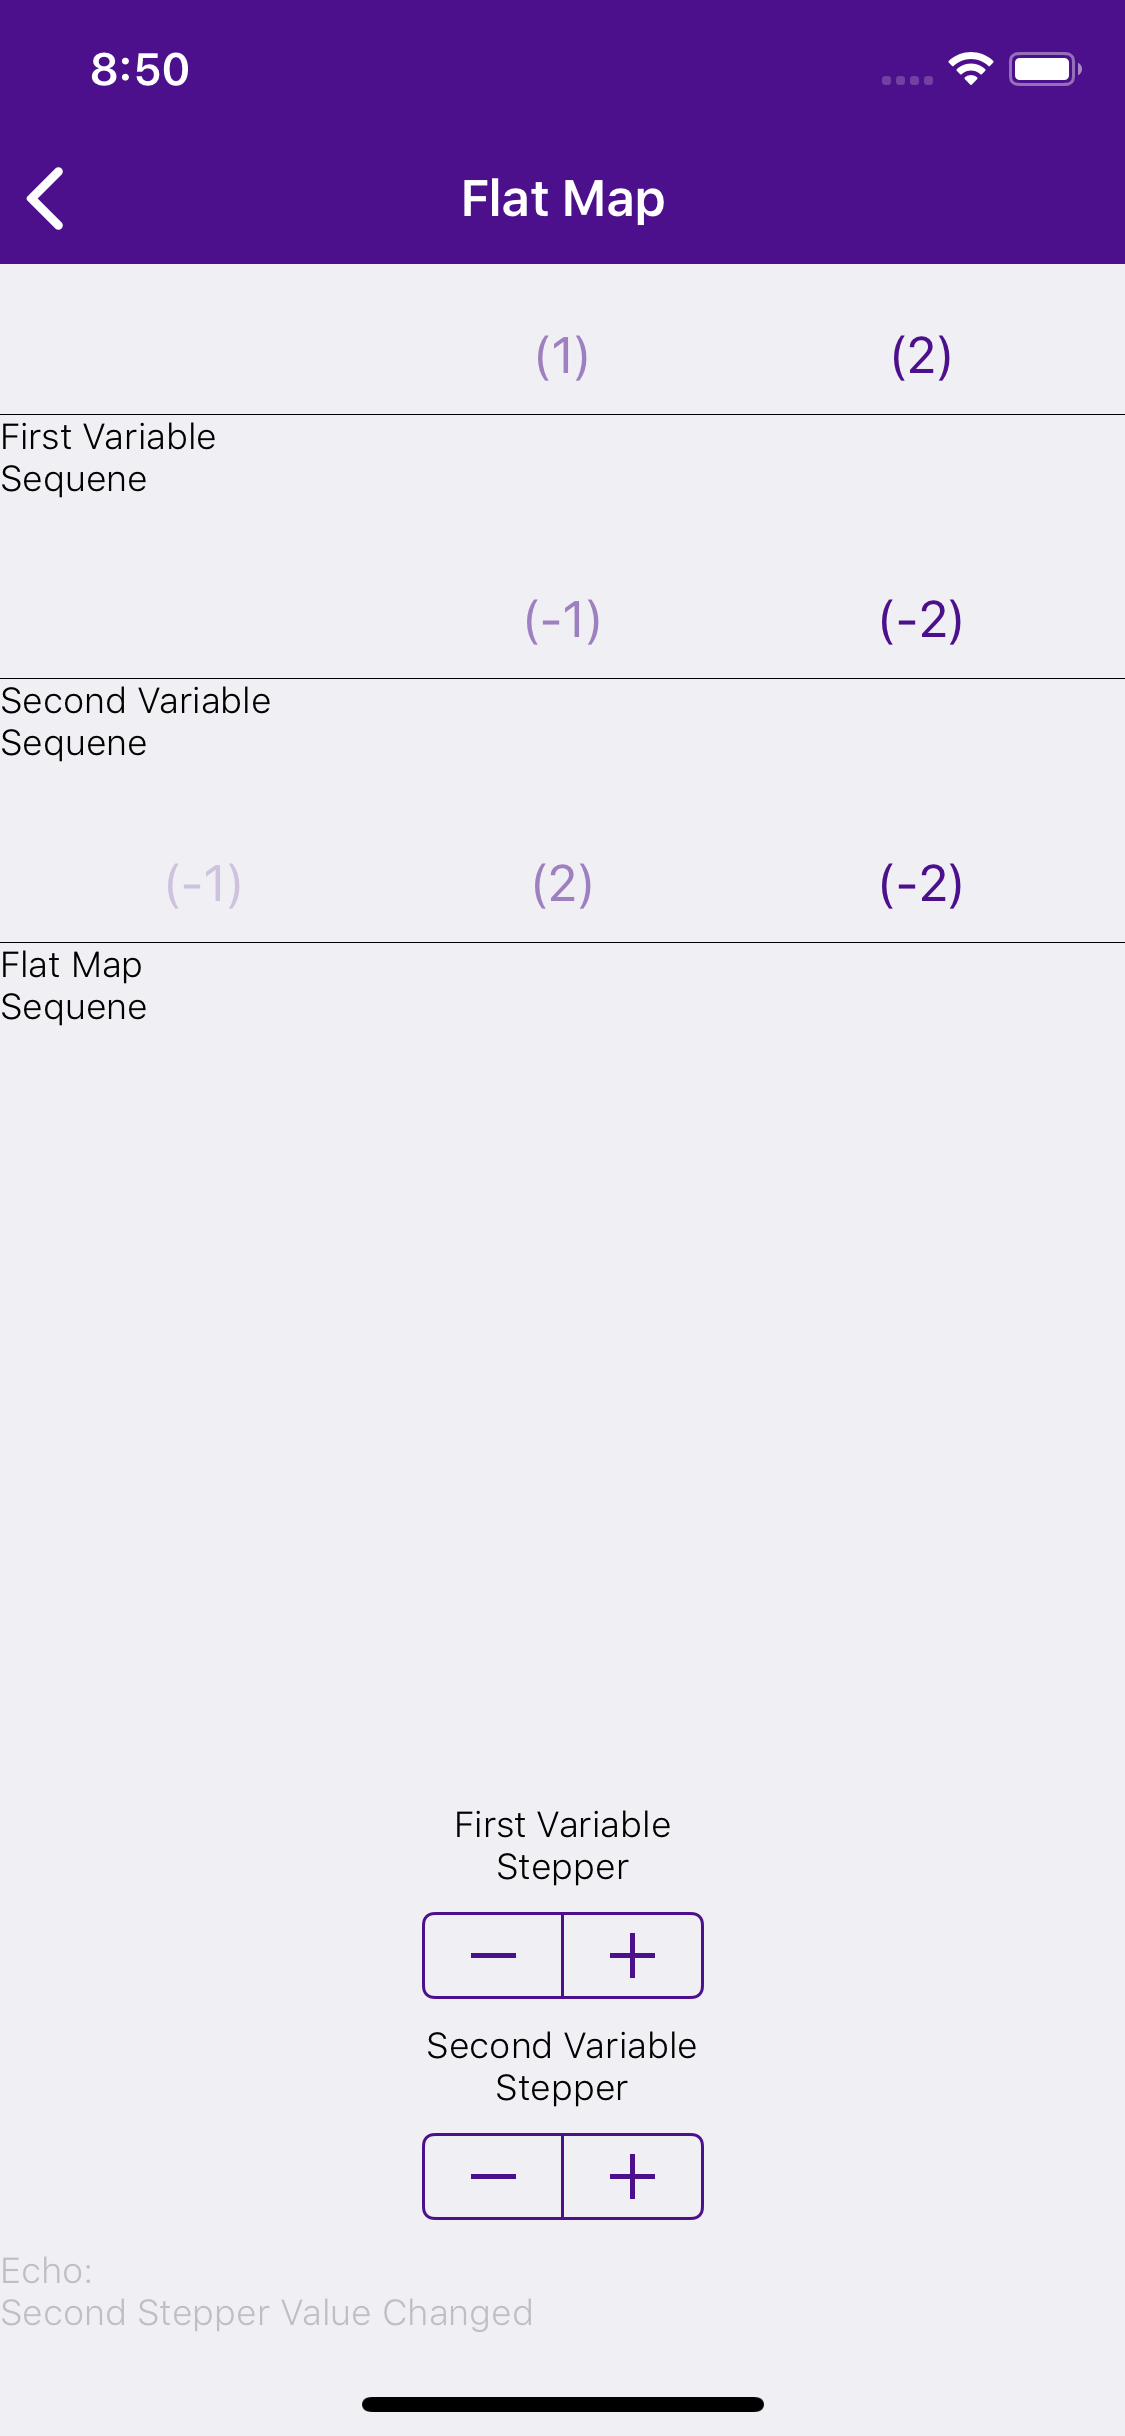 8:50
Flat Map
(1) (2)
First Variable
Sequene
(-1) (-2)
Second Variable
Sequene
(-1) (2) (-2)
Flat Map
Sequene
First Variable
Stepper
Second Variable
Stepper
Echo:
Second Stepper Value Changed